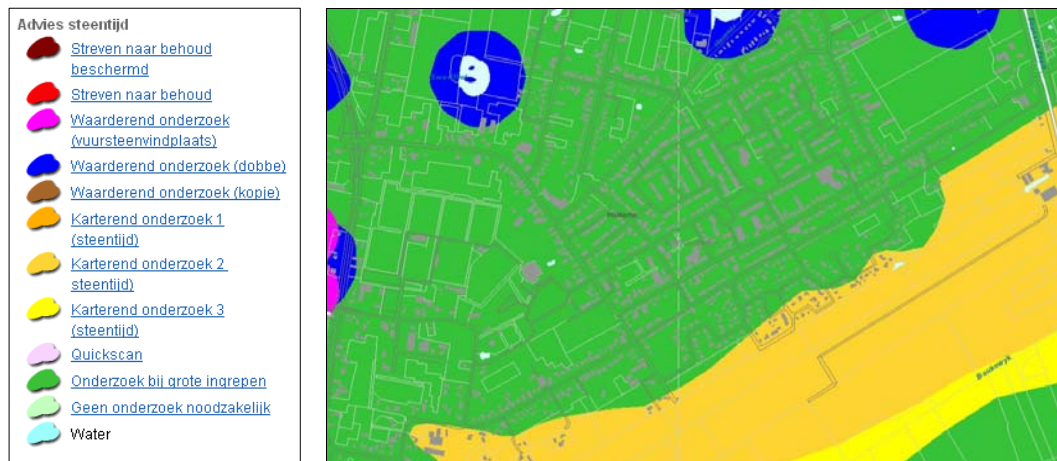 Advies steentijd
Streven naar behoud
beschermd
Streven naar behoud
Waarderend onderzoek
(vuursteenvindplaats)
Waarderend onderzoek (dobbe)
Waarderend onderzoek (kopje)
Karterend onderzoek 1
(steentijd)
Karterend onderzoek 2
steentijd)
Karterend onderzoek 3
(steentijd)
Quickscan
Onderzoek bij grote ingrepen
Geen onderzoek noodzakelijk
Water